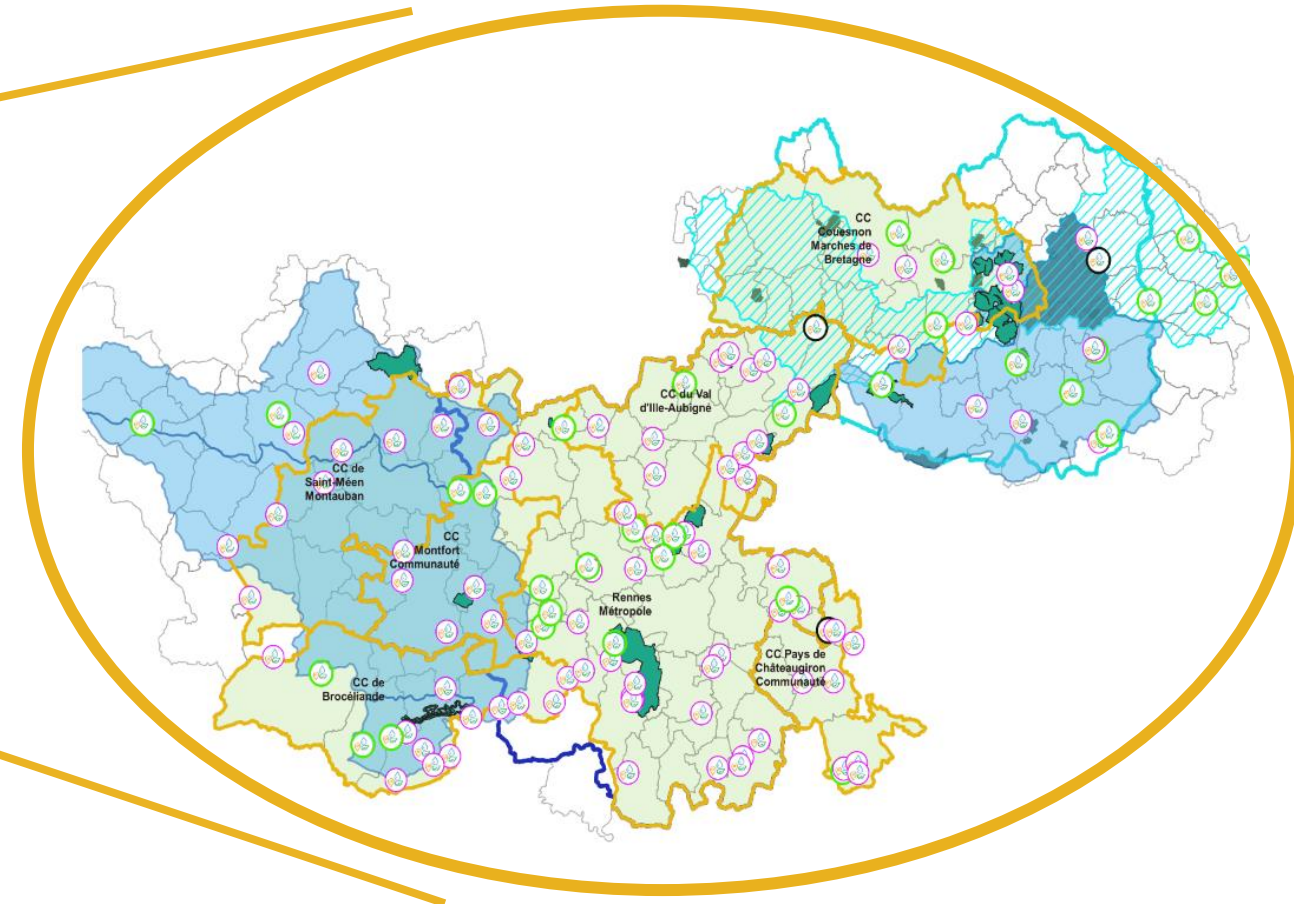 CC
Couesnon
Marches de
Bretagne
CC du Val
d'Ille-Aubigné
CC de
Saint-Méen
Montauban
CC
Montfort
Communauté
Rennes
Métropole
CC Pays de
Châteaugiron
Communauté
CC de
Brocéliande